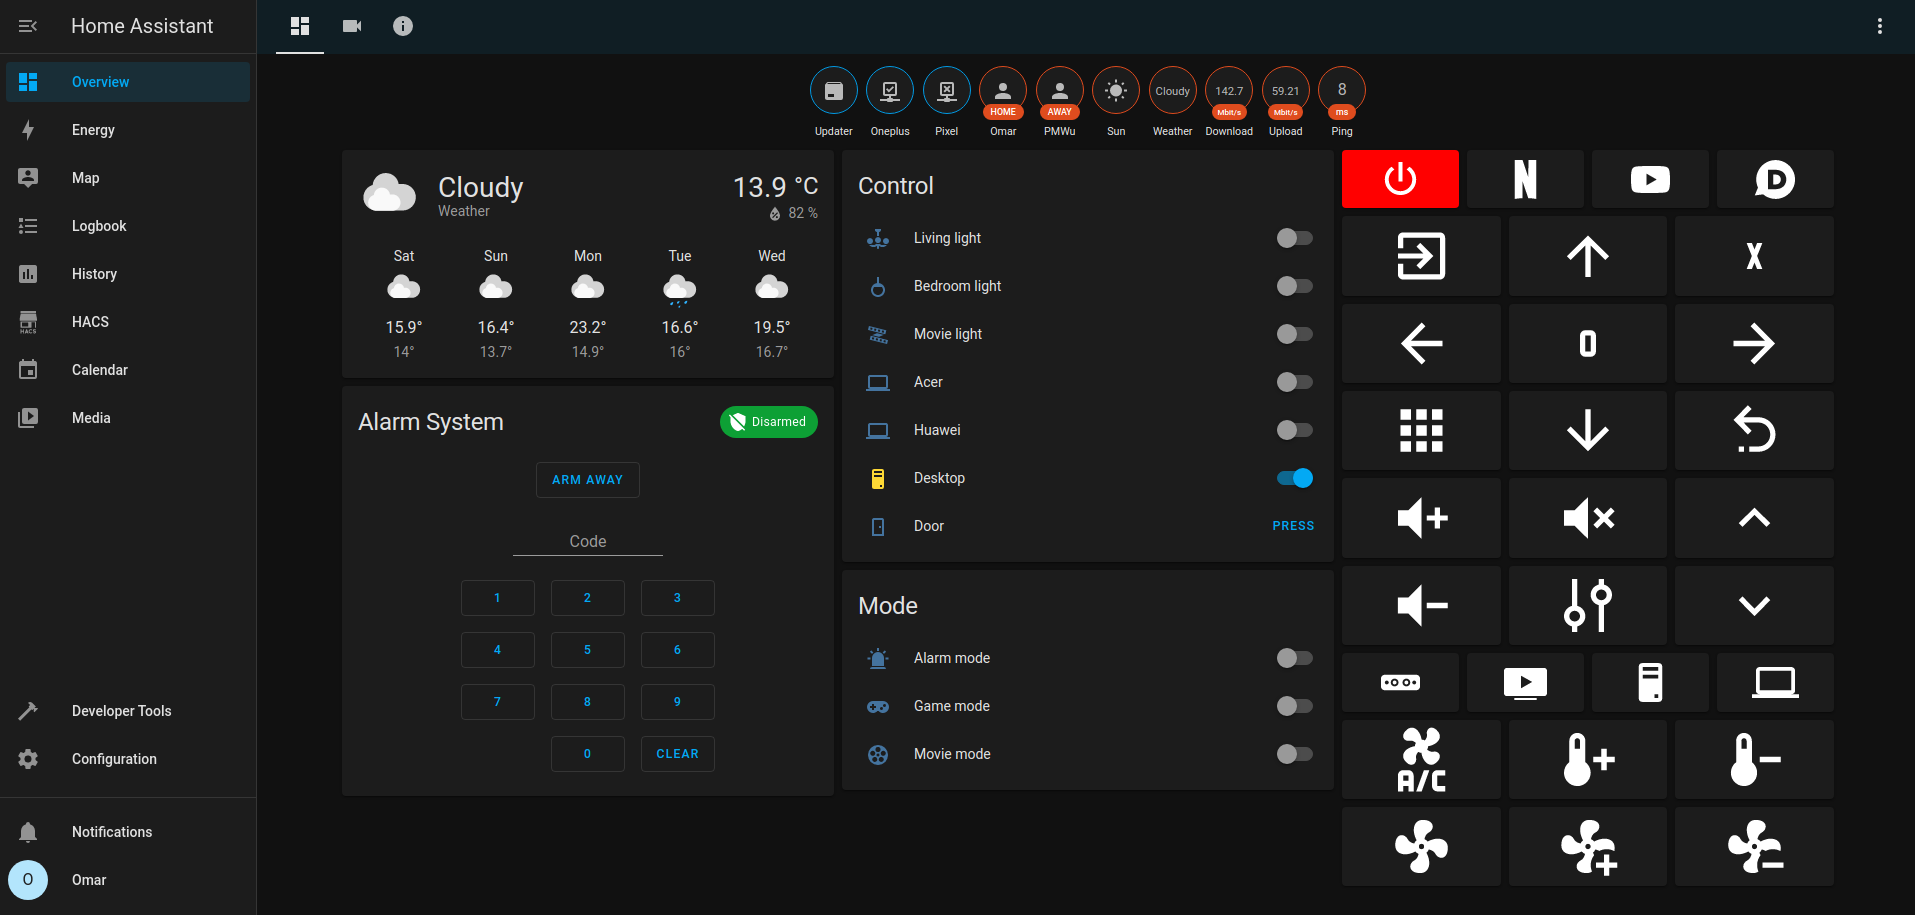 Home Assistant
Overview
Energy
Map
Logbook
History
HACS
HACS
Calendar
Media
Developer Tools
Configuration
Notifications
O
Omar
Cloudy 142.7 59.21 8
HOME AWAY Mbit/s Mbit/s ms
Updater Oneplus Pixel Omar PMWu Sun Weather Download Upload Ping
Cloudy
Weather
13.9 °C
82 %
Sat Sun Mon Tue Wed
15.9° 16.4° 23.2° 16.6° 19.5°
14° 13.7° 14.9° 16° 16.7°
Alarm System
Disarmed
ARM AWAY
Code
1 2 3
4 5 6
7 8 9
0 CLEAR
Control
Living light
Bedroom light
Movie light
Acer
Huawei
Desktop
Door PRESS
Mode
Alarm mode
Game mode
Movie mode
N D
X
0
A/C